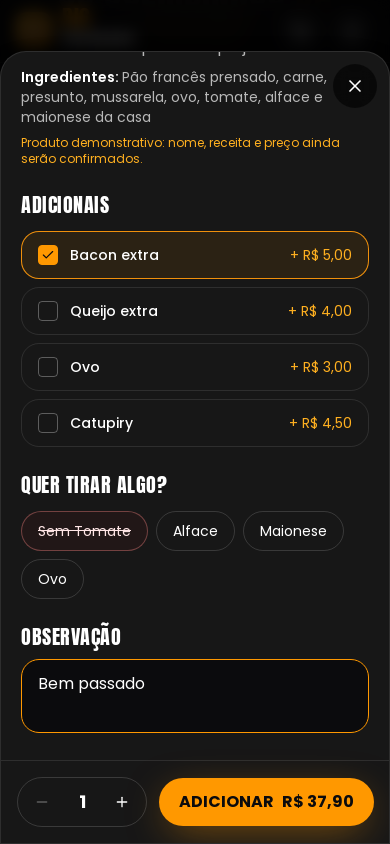 Ingredientes: Pão francês prensado, carne,
presunto, mussarela, ovo, tomate, alface e
maionese da casa
Produto demonstrativo: nome, receita e preço ainda
serão confirmados.
ADICIONAIS
Bacon extra + R$ 5,00
Queijo extra + R$ 4,00
Ovo + R$ 3,00
Catupiry + R$ 4,50
QUER TIRAR ALGO?
Sem Tomate Alface Maionese
Ovo
OBSERVAÇÃO
Bem passado
1 ADICIONAR R$ 37,90